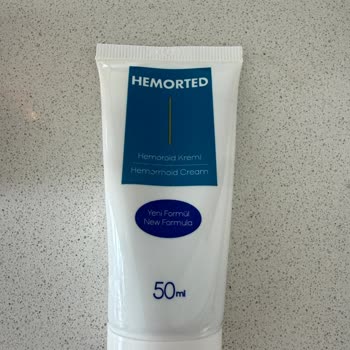 HEMORTED
Hemoroid Kremi
Hemorrhoid Cream
Yeni Formül
New Formula
50ml